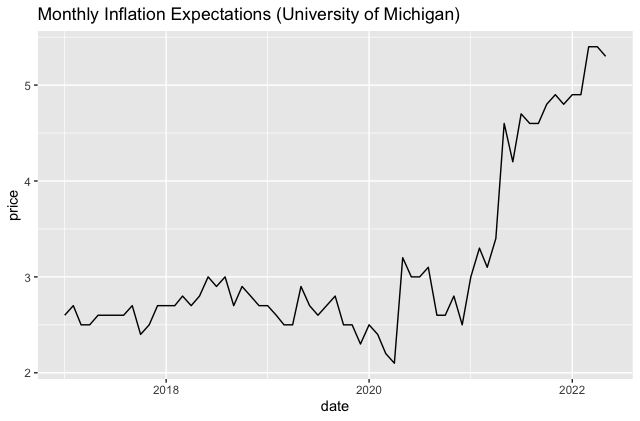 Monthly Inflation Expectations (University of Michigan)
5
4
3
2
price
2018
2020
2022
date